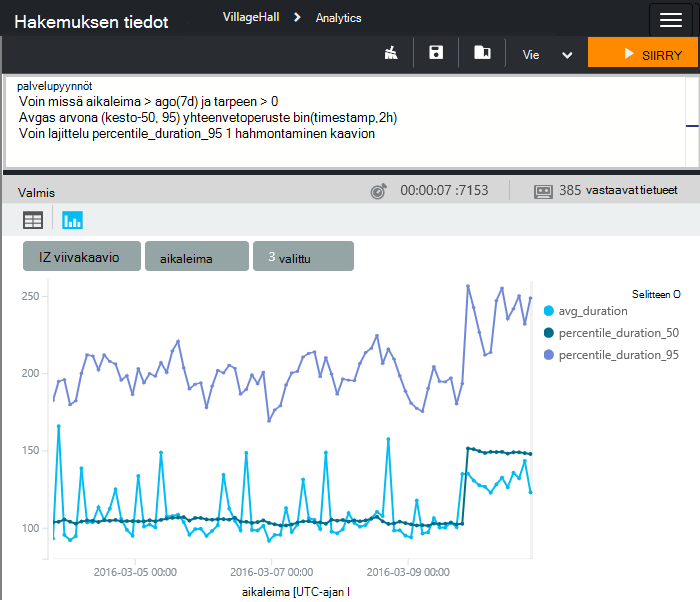 Hakemuksen tiedot
VillageHall
Analytics
Vie
SIIRRY
palvelupyynnöt
Voin missä aikaleima > ago(7d) ja tarpeen > 0
Avgas arvona (kesto-50, 95) yhteenvetoperuste bin(timestamp,2h)
Voin lajittelu percentile_duration_95 1 hahmontaminen kaavion
Valmis
00:00:07 :7153
385 vastaavat tietueet
IZ viivakaavio
aikaleima
3 valittu
Selitteen O
avg_duration
percentile_duration_50
percentile_duration_95
250
200
150
100
2016-03-05 00:00
2016-03-07 00:00
2016-03-09 00:00
aikaleima [UTC-ajan l